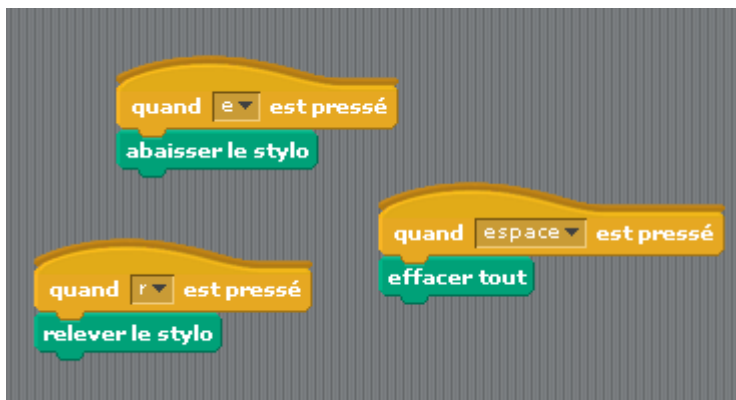 quand e est pressé
abaisser le stylo
quand espace est pressé
effacer tout
quand r est pressé
relever le stylo